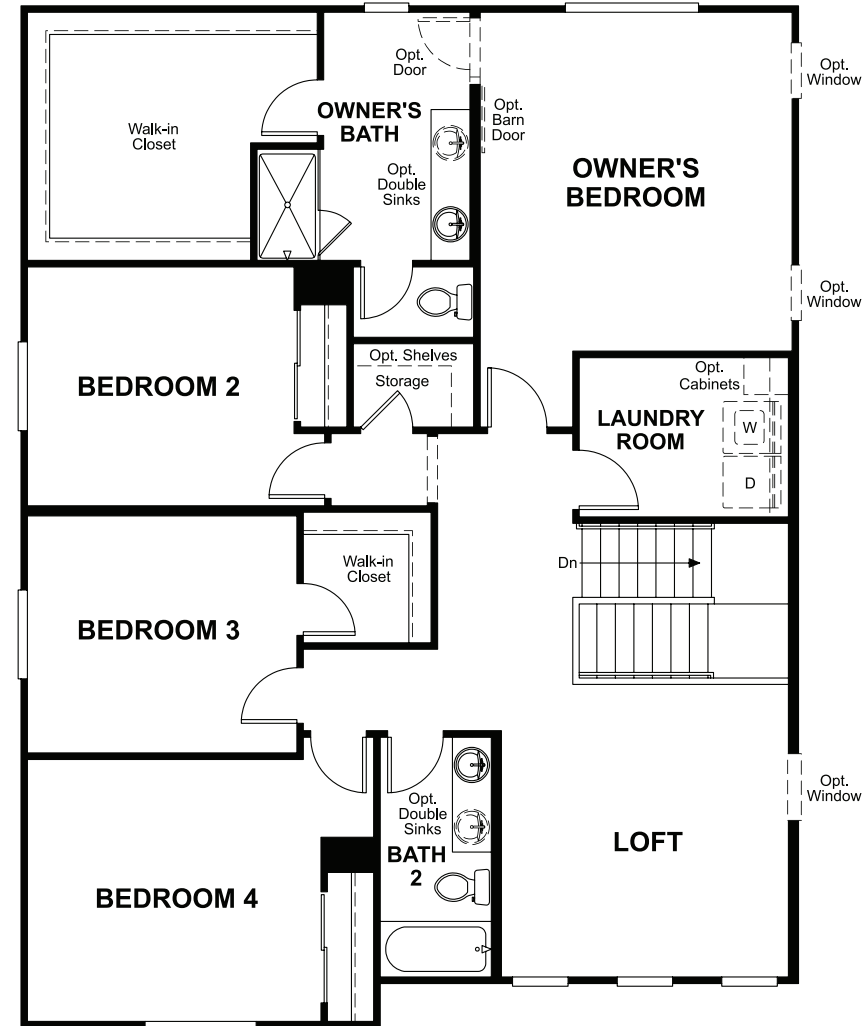 Opt.
Door
Opt.
Window
Opt.
Barn
Door
OWNER'S
BATH
Walk-in
Closet
Opt.
Double
Sinks
OWNER'S
BEDROOM
Opt.
Window
Opt. Shelves
Storage
BEDROOM 2
Opt.
Cabinets
LAUNDRY
ROOM
W
D
Walk-in
Closet
Dn
BEDROOM 3
Opt.
Window
Opt.
Double
Sinks
BATH
2
LOFT
BEDROOM 4